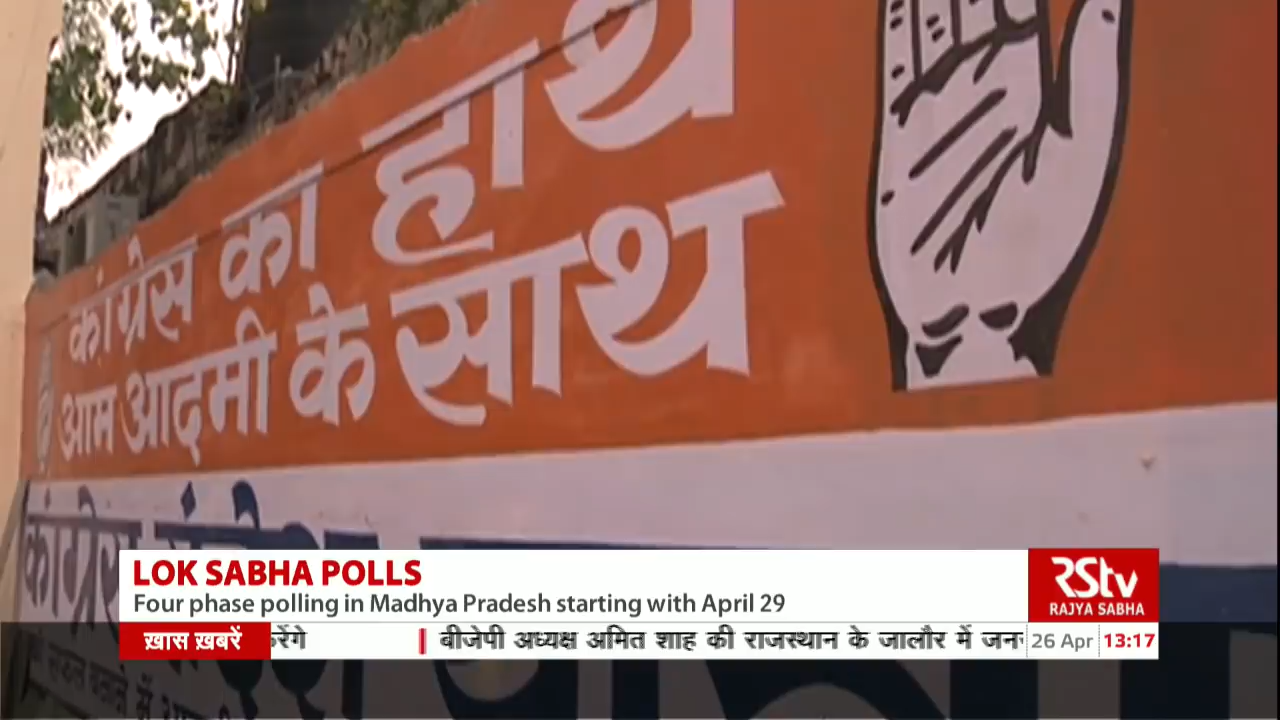 कांग्रेस का हाथ
आम आदमी के साथ
कांग्रेस
LOK SABHA POLLS
Four phase polling in Madhya Pradesh starting with April 29
RStv
RAJYA SABHA
ख़ास ख़बरें
रेंगे | बीजेपी अध्यक्ष अमित शाह की राजस्थान के जालौर में जन
26 Apr 13:17